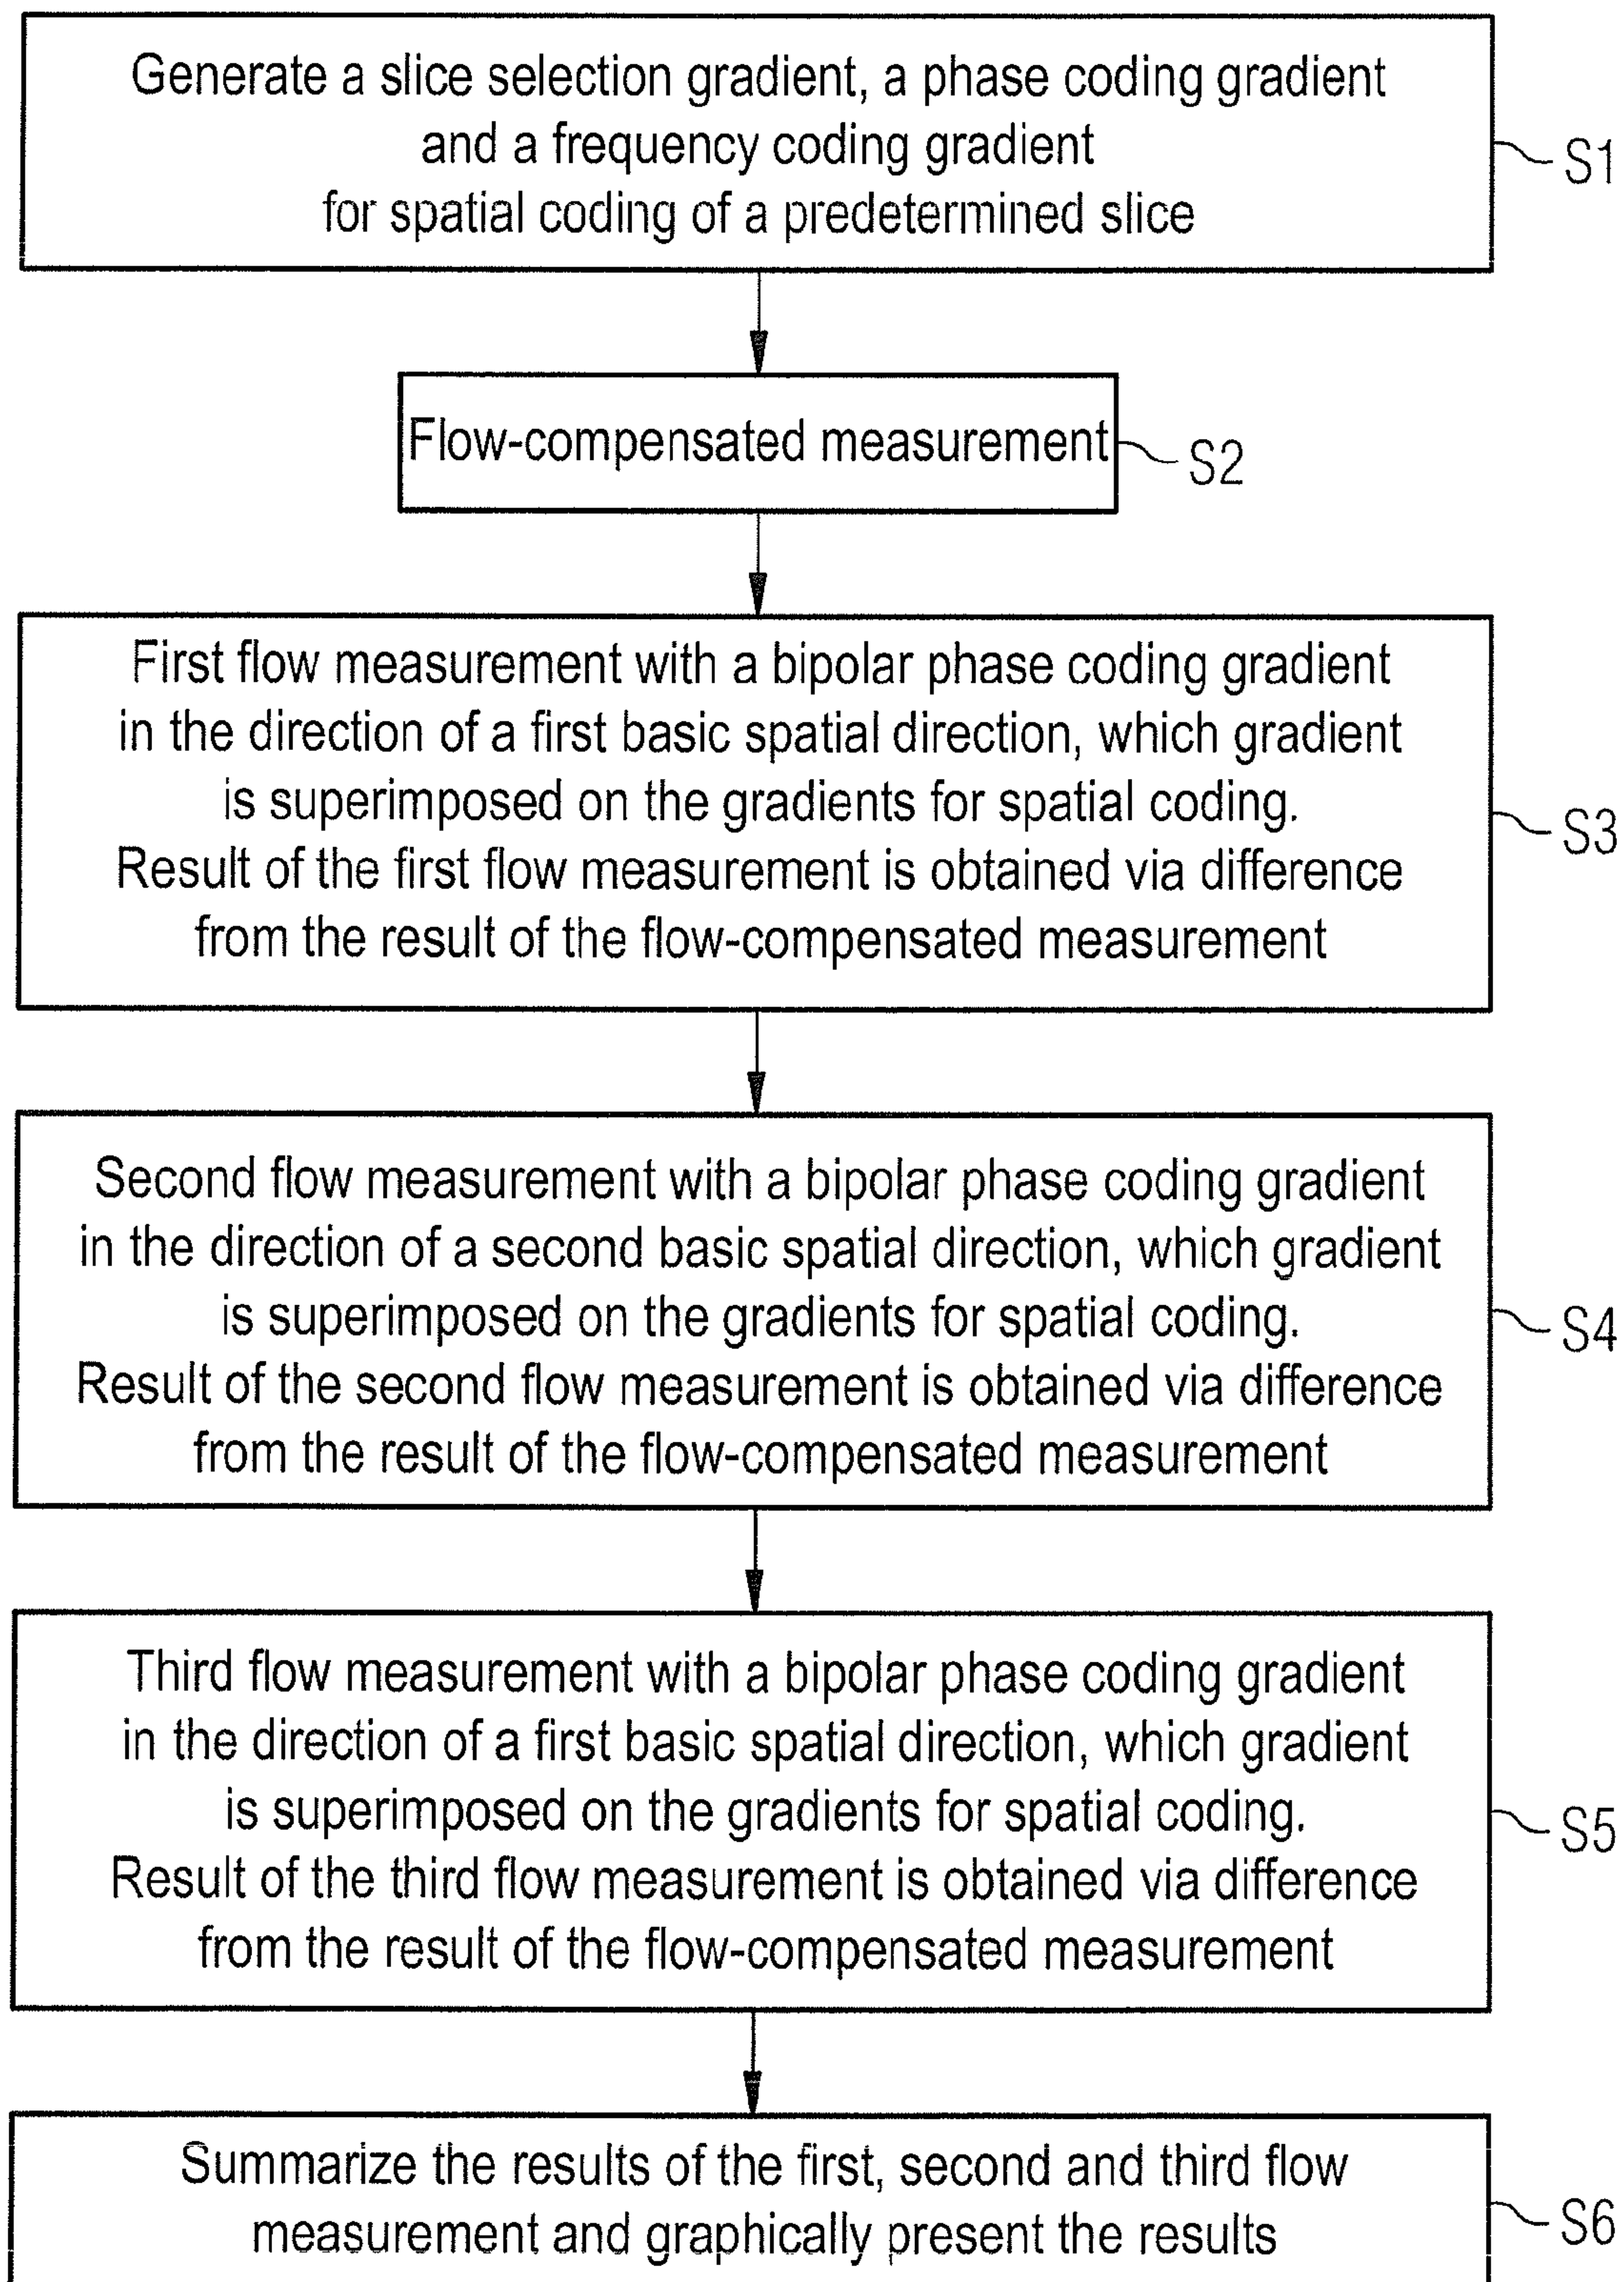 Generate a slice selection gradient, a phase coding gradient
and a frequency coding gradient
for spatial coding of a predetermined slice
S1
Flow-compensated measurement
S2
First flow measurement with a bipolar phase coding gradient
in the direction of a first basic spatial direction, which gradient
is superimposed on the gradients for spatial coding.
Result of the first flow measurement is obtained via difference
from the result of the flow-compensated measurement
S3
Second flow measurement with a bipolar phase coding gradient
in the direction of a second basic spatial direction, which gradient
is superimposed on the gradients for spatial coding.
Result of the second flow measurement is obtained via difference
from the result of the flow-compensated measurement
S4
Third flow measurement with a bipolar phase coding gradient
in the direction of a first basic spatial direction, which gradient
is superimposed on the gradients for spatial coding.
Result of the third flow measurement is obtained via difference
from the result of the flow-compensated measurement
S5
Summarize the results of the first, second and third flow
measurement and graphically present the results
S6